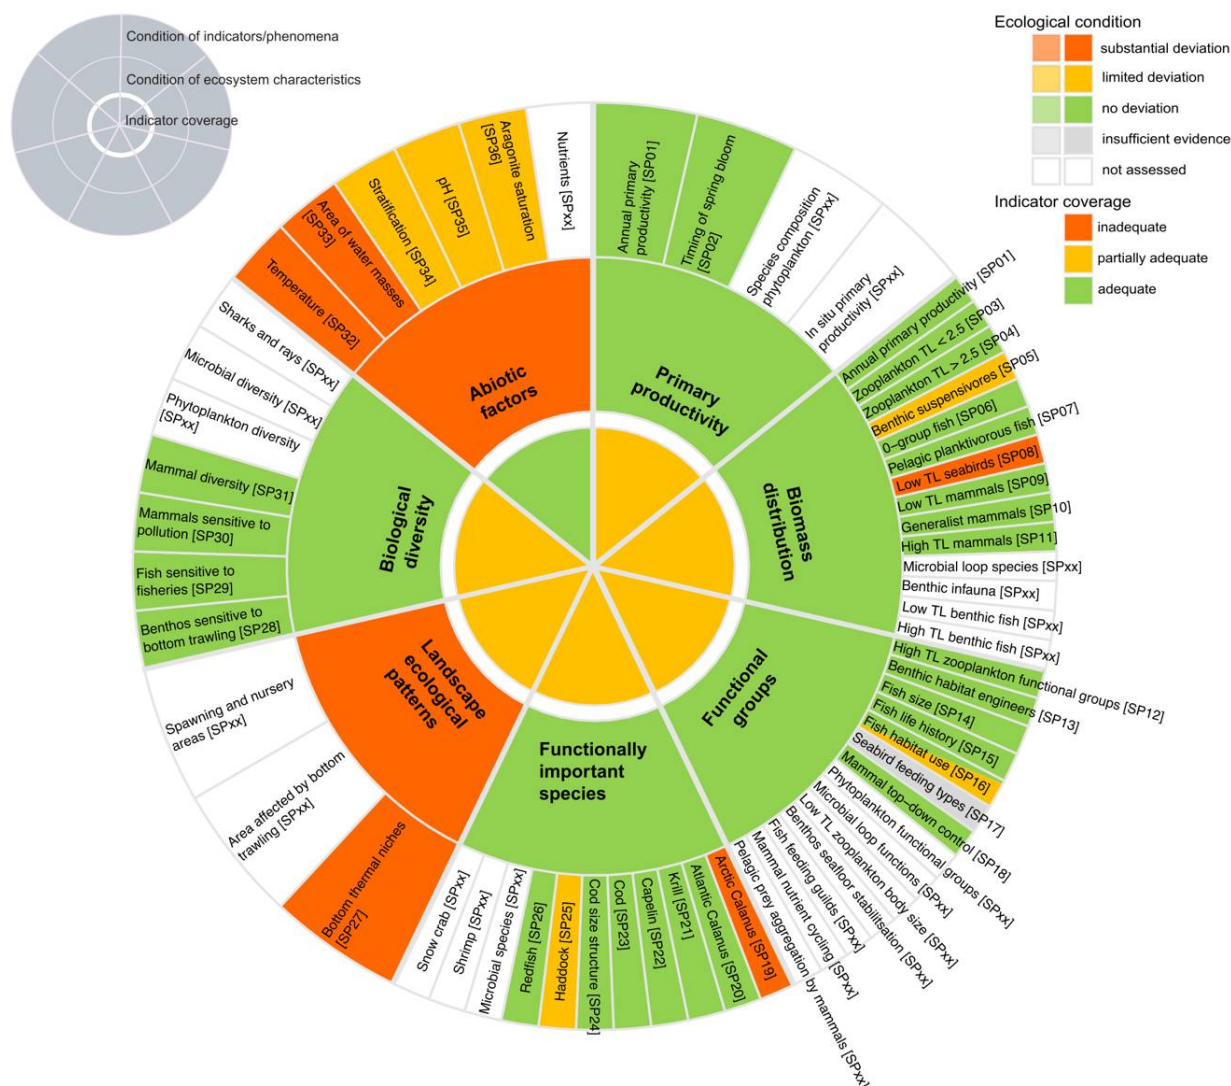 Condition of indicators/phenomena
Condition of ecosystem characteristics
Indicator coverage
Ecological condition
substantial deviation
limited deviation
no deviation
insufficient evidence
not assessed
Indicator coverage
inadequate
partially adequate
adequate
Annual primary
productivity [SP01]
Timing of spring bloom
[SP02]
Species composition
phytoplankton [SPxx]
In situ primary
productivity [SPxx]
Primary
productivity
Annual primary productivity [SP01]
Zooplankton TL < 2.5 [SP03]
Zooplankton TL > 2.5 [SP04]
Benthic suspensivores [SP05]
0−group fish [SP06]
Pelagic planktivorous fish [SP07]
Low TL seabirds [SP08]
Low TL mammals [SP09]
Generalist mammals [SP10]
High TL mammals [SP11]
Microbial loop species [SPxx]
Benthic infauna [SPxx]
Low TL benthic fish [SPxx]
High TL benthic fish [SPxx]
Biomass
distribution
High TL zooplankton functional groups [SP12]
Benthic habitat engineers [SP13]
Fish size [SP14]
Fish life history [SP15]
Fish habitat use [SP16]
Seabird feeding types [SP17]
Mammal top−down control [SP18]
Phytoplankton functional groups [SPxx]
Microbial loop functions [SPxx]
Low TL zooplankton body size [SPxx]
Benthos seafloor stabilisation [SPxx]
Fish feeding guilds [SPxx]
Mammal nutrient cycling [SPxx]
Pelagic prey aggregation by mammals [SPxx]
Functional
groups
Arctic Calanus [SP19]
Atlantic Calanus [SP20]
Krill [SP21]
Capelin [SP22]
Cod [SP23]
Cod size structure [SP24]
Haddock [SP25]
Redfish [SP26]
Microbial species [SPxx]
Shrimp [SPxx]
Snow crab [SPxx]
Functionally
important
species
Bottom thermal niches
[SP27]
Area affected by bottom
trawling [SPxx]
Spawning and nursery
areas [SPxx]
Landscape
ecological
patterns
Benthos sensitive to
bottom trawling [SP28]
Fish sensitive to
fisheries [SP29]
Mammals sensitive to
pollution [SP30]
Mammal diversity [SP31]
Phytoplankton diversity
[SPxx]
Microbial diversity [SPxx]
Sharks and rays [SPxx]
Biological
diversity
Temperature [SP32]
Area of water masses
[SP33]
Stratification [SP34]
pH [SP35]
Aragonite saturation
[SP36]
Nutrients [SPxx]
Abiotic
factors